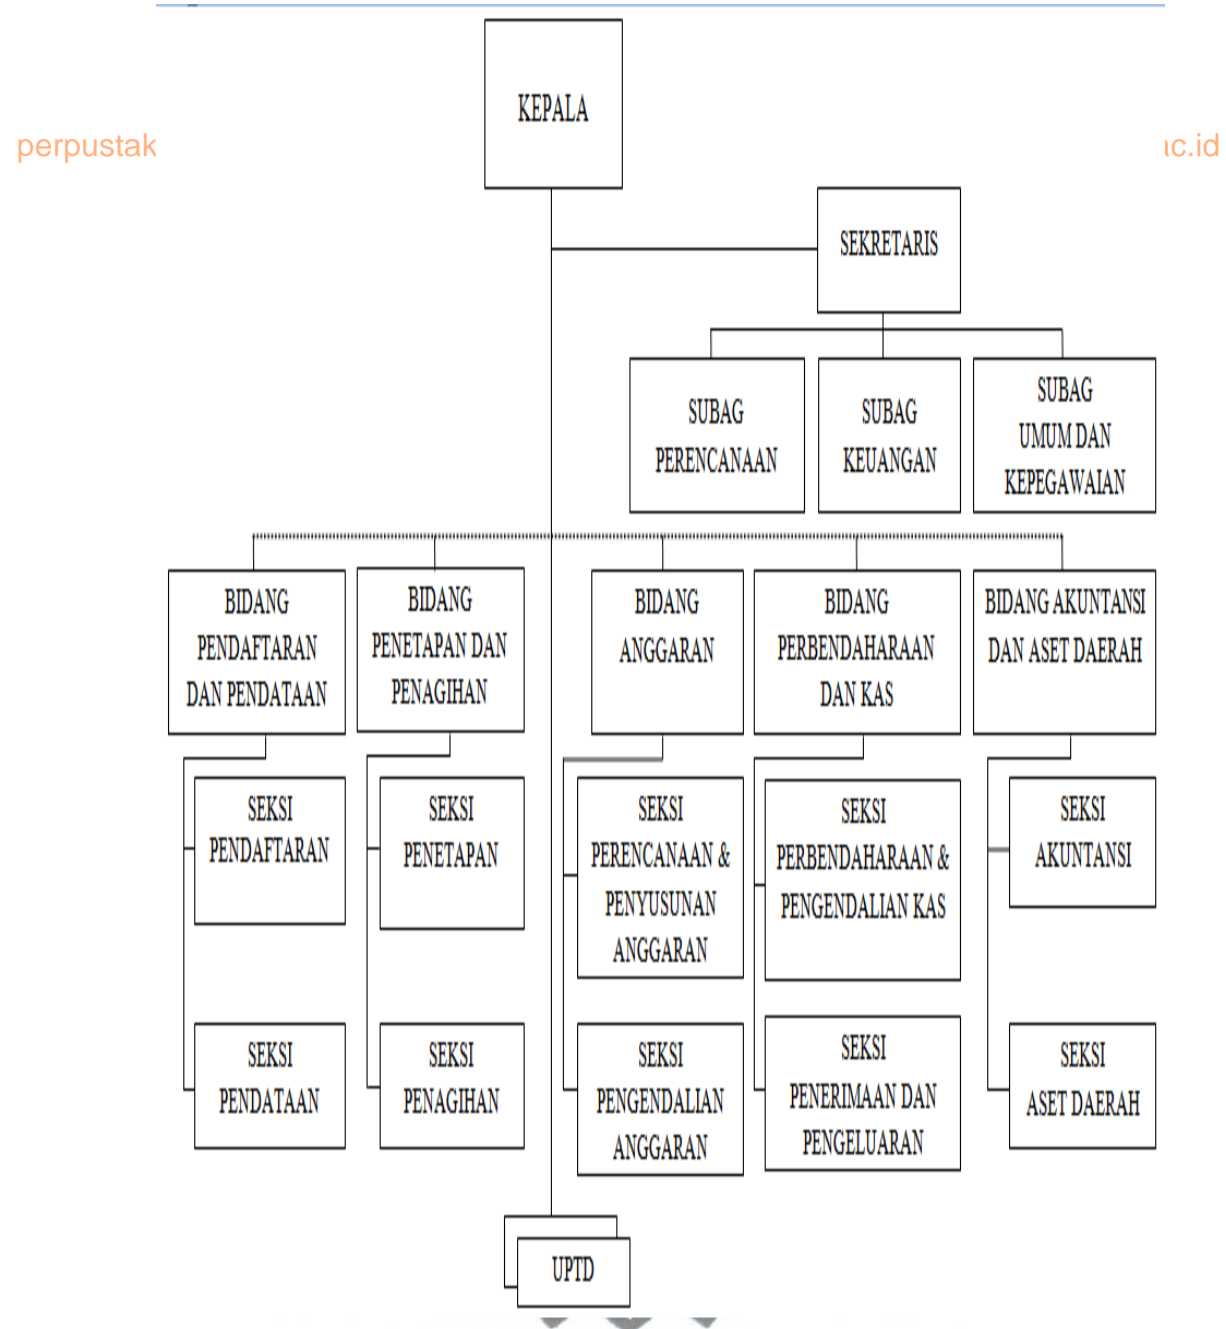 KEPALA
perpustak
ac.id
SEKRETARIS
SUBAG
PERENCANAAN
SUBAG
KEUANGAN
SUBAG
UMUM DAN
KEPEGAWAIAN
BIDANG
PENDAFTARAN
DAN PENDATAAN
BIDANG
PENETAPAN DAN
PENAGIHAN
BIDANG
ANGGARAN
BIDANG
PERBENDAHARAAN
DAN KAS
BIDANG AKUNTANSI
DAN ASET DAERAH
SEKSI
PENDAFTARAN
SEKSI
PENETAPAN
SEKSI
PERENCANAAN &
PENYUSUNAN
ANGGARAN
SEKSI
PERBENDAHARAAN &
PENGENDALIAN KAS
SEKSI
AKUNTANSI
SEKSI
PENDATAAN
SEKSI
PENAGIHAN
SEKSI
PENGENDALIAN
ANGGARAN
SEKSI
PENERIMAAN DAN
PENGELUARAN
SEKSI
ASET DAERAH
UPTD